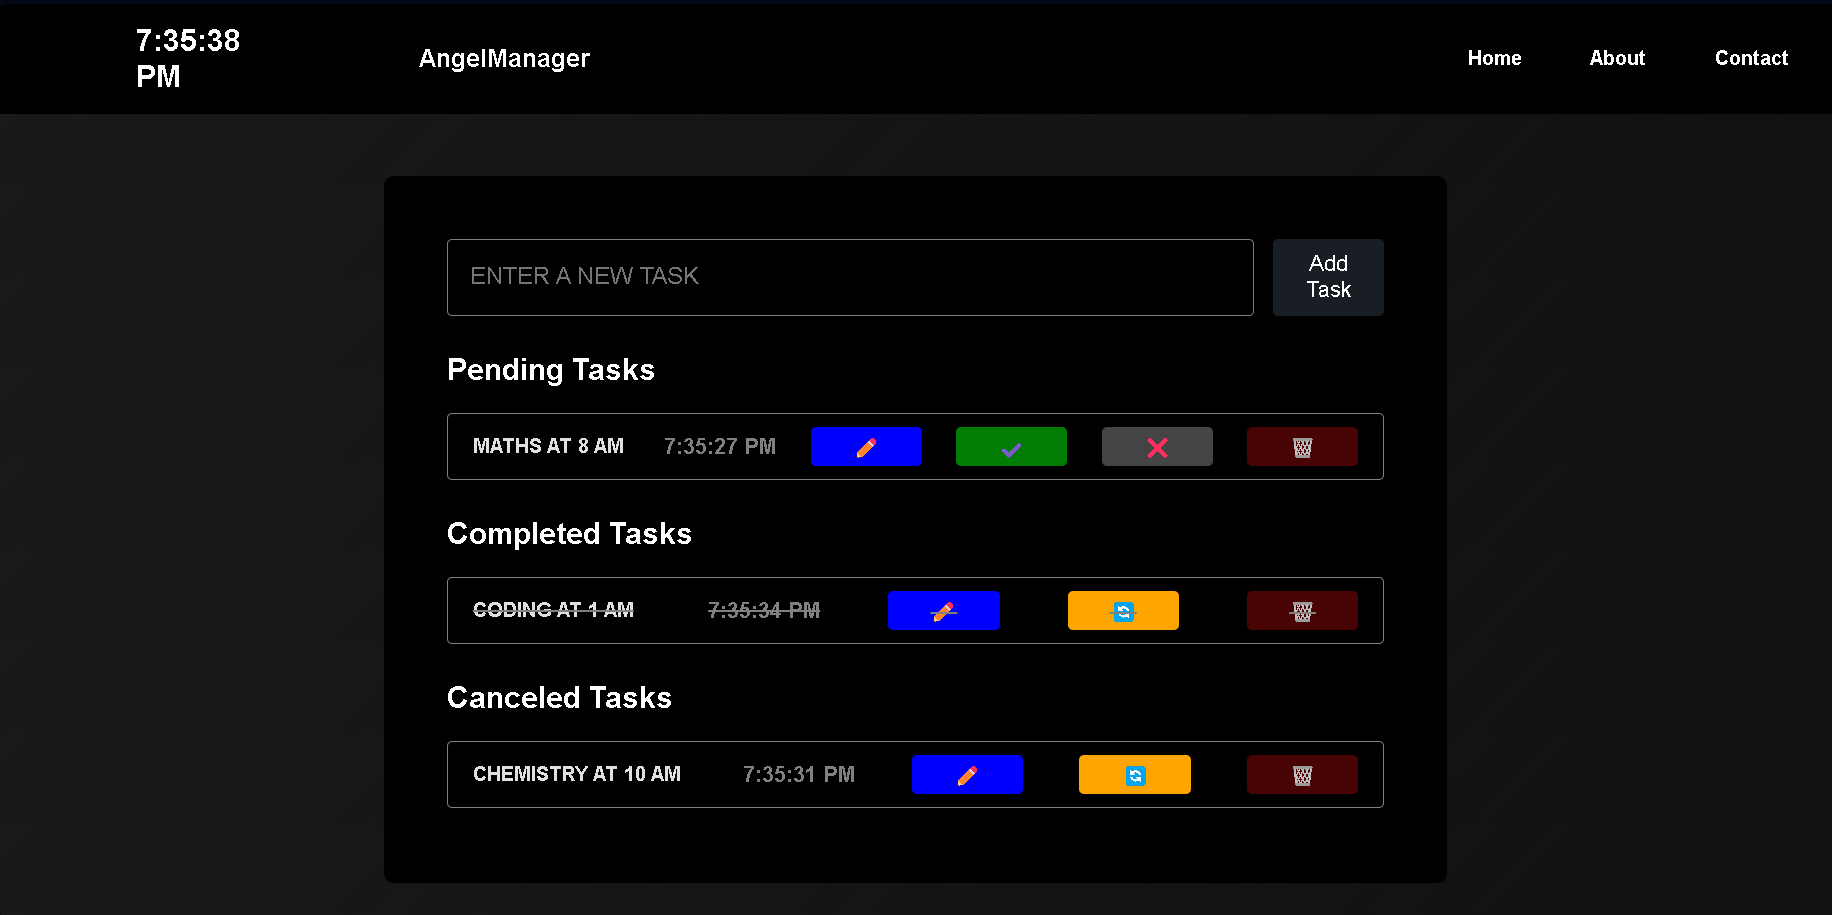 7:35:38
PM
AngelManager
Home About Contact
ENTER A NEW TASK
Add
Task
Pending Tasks
MATHS AT 8 AM 7:35:27 PM
Completed Tasks
CODING AT 1 AM 7:35:34 PM
Canceled Tasks
CHEMISTRY AT 10 AM 7:35:31 PM